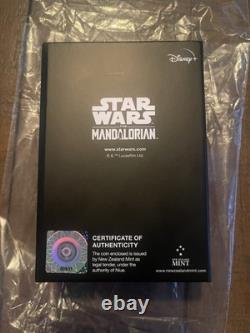 Disney+
STAR
WARS
THE
MANDALORIAN
www.starwars.com
© & ™ Lucasfilm Ltd.
CERTIFICATE OF
AUTHENTICITY
The coin enclosed is issued
by New Zealand Mint as
legal tender, under the
authority of Niue.
NEW ZEALAND
MINT
www.newzealandmint.com